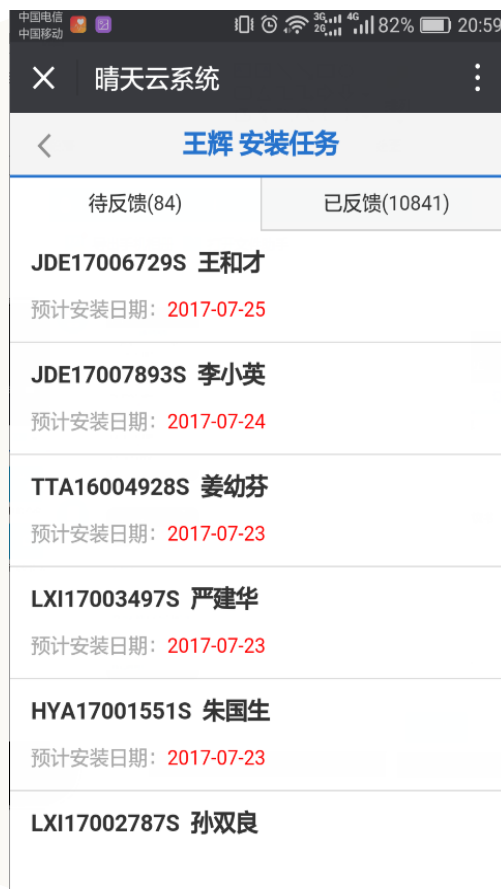 中国电信
中国移动
3G 2G 4G 82% 20:59
晴天云系统
王辉 安装任务
待反馈(84) 已反馈(10841)
JDE17006729S 王和才
预计安装日期：2017-07-25
JDE17007893S 李小英
预计安装日期：2017-07-24
TTA16004928S 姜幼芬
预计安装日期：2017-07-23
LXI17003497S 严建华
预计安装日期：2017-07-23
HYA17001551S 朱国生
预计安装日期：2017-07-23
LXI17002787S 孙双良